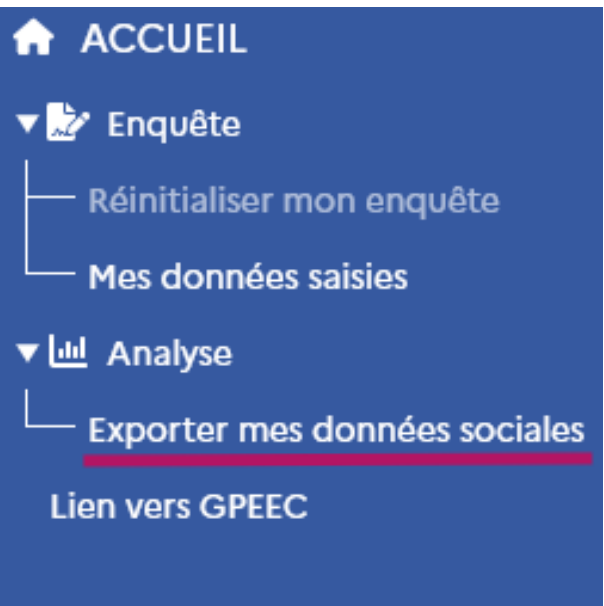 ACCUEIL
Enquête
Réinitialiser mon enquête
Mes données saisies
Analyse
Exporter mes données sociales
Lien vers GPEEC